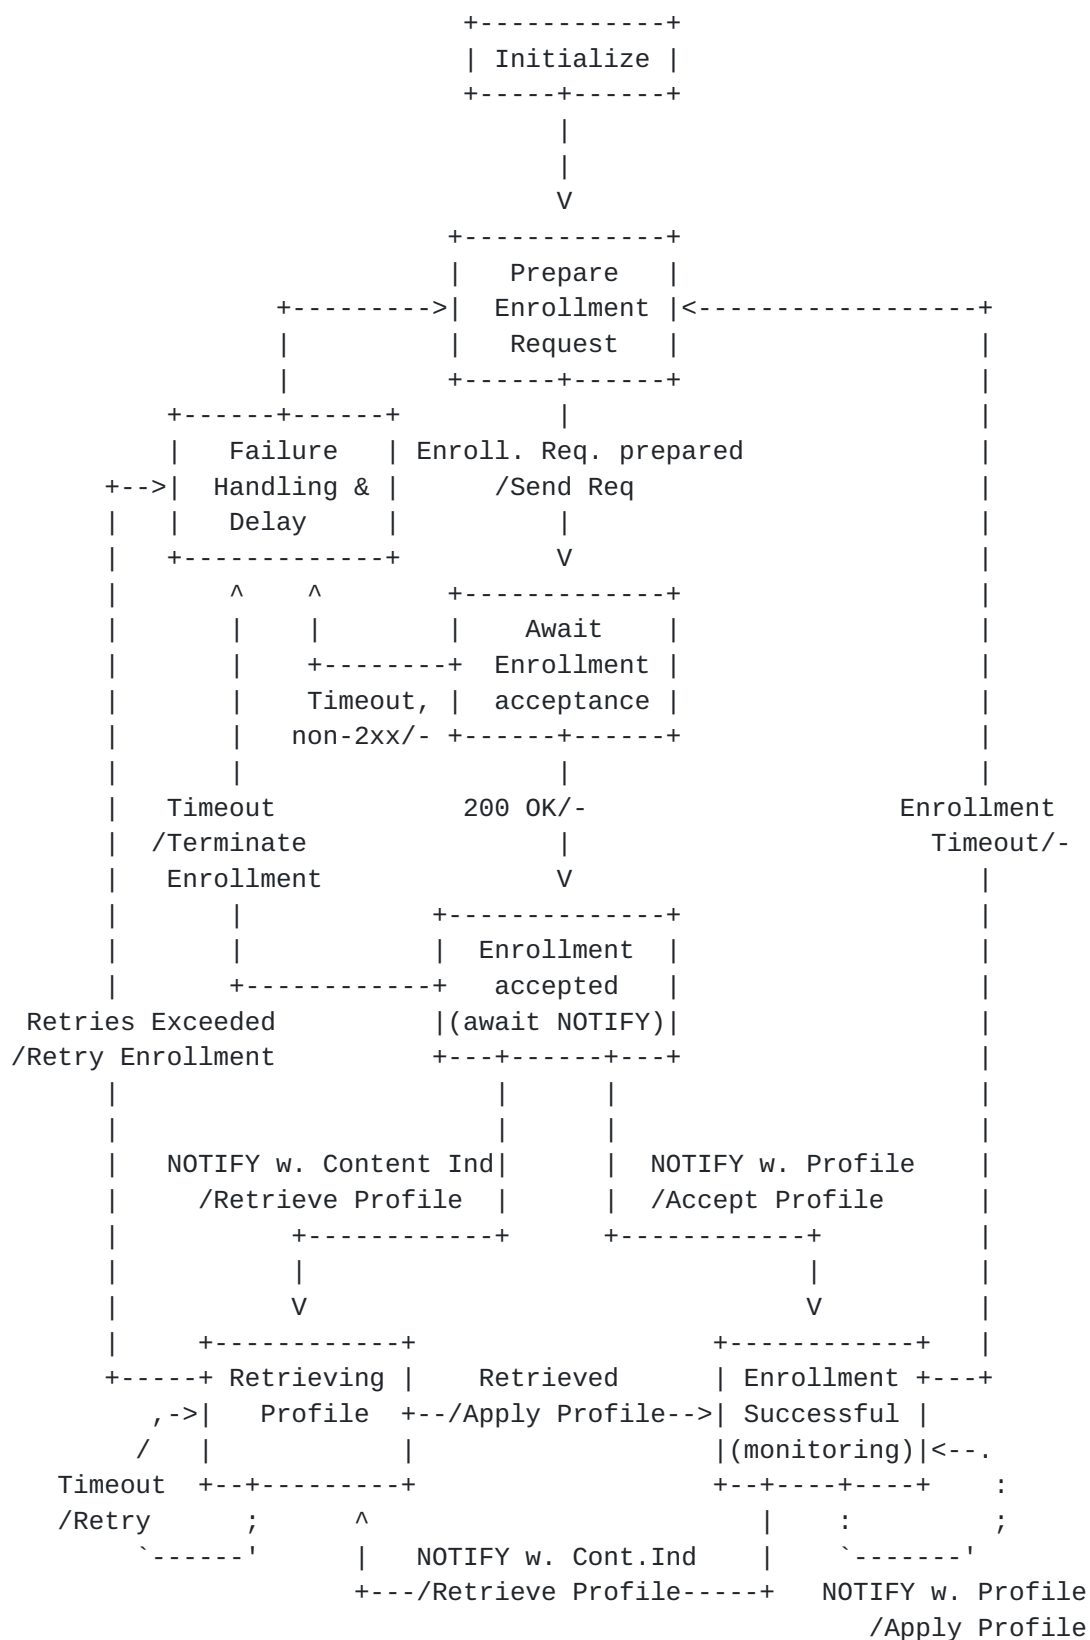 +------------+
                             | Initialize |
                             +-----+------+
                                   |
                                   |
                                   V
                            +-------------+
                            |   Prepare   |
                 +--------->|  Enrollment |<------------------+
                 |          |   Request   |                   |
                 |          +------+------+                   |
          +------+------+          |                          |
          |   Failure   | Enroll. Req. prepared               |
      +-->|  Handling & |     /Send Req                       |
      |   |   Delay     |          |                          |
      |   +-------------+          V                          |
      |       ^    ^        +-------------+                   |
      |       |    |        |    Await    |                   |
      |       |    +--------+  Enrollment |                   |
      |       |    Timeout, |  acceptance |                   |
      |       |   non-2xx/- +------+------+                   |
      |       |                    |                          |
      |   Timeout            200 OK/-                    Enrollment
      |  /Terminate                |                       Timeout/-
      |   Enrollment               V                          |
      |       |            +--------------+                   |
      |       |            |  Enrollment  |                   |
      |       +------------+   accepted   |                   |
 Retries Exceeded          |(await NOTIFY)|                   |
/Retry Enrollment          +---+------+---+                   |
      |                        |      |                       |
      |                        |      |                       |
      |   NOTIFY w. Content Ind|      |  NOTIFY w. Profile    |
      |     /Retrieve Profile  |      |  /Accept Profile      |
      |           +------------+      +------------+          |
      |           |                                |          |
      |           V                                V          |
      |     +------------+                   +------------+   |
      +-----+ Retrieving |    Retrieved      | Enrollment +---+
         ,->|   Profile  +--/Apply Profile-->| Successful |
        /   |            |                   |(monitoring)|<--.
   Timeout  +--+---------+                   +--+----+----+    :
   /Retry      ;      ^                         |    :         ;
        `------'      |   NOTIFY w. Cont.Ind    |    `-------'
                      +---/Retrieve Profile-----+   NOTIFY w. Profile
                                                       /Apply Profile